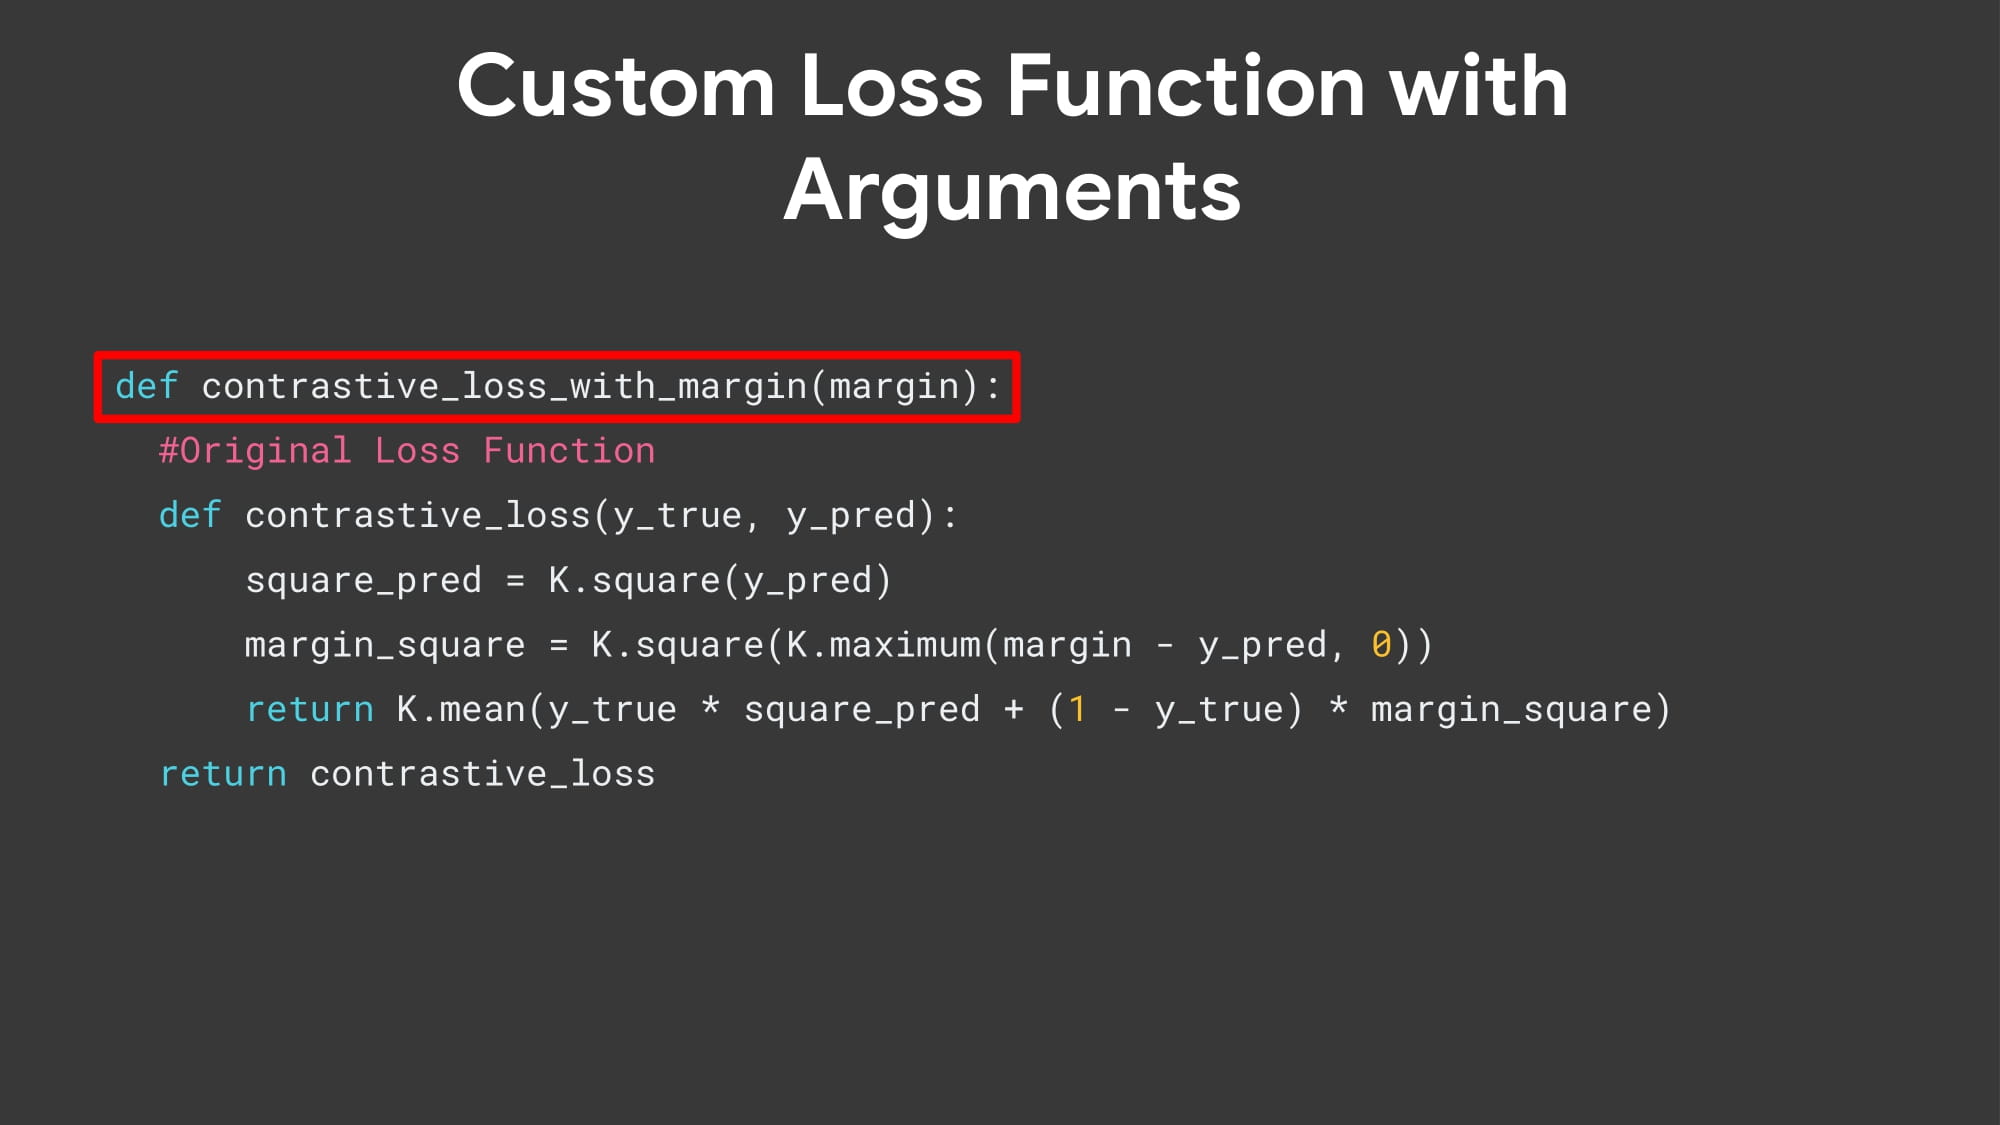 Custom Loss Function with
Arguments
def contrastive_loss_with_margin(margin):
#Original Loss Function
def contrastive_loss(y_true, y_pred):
square_pred = K.square(y_pred)
margin_square = K.square(K.maximum(margin - y_pred, 0))
return K.mean(y_true * square_pred + (1 - y_true) * margin_square)
return contrastive_loss